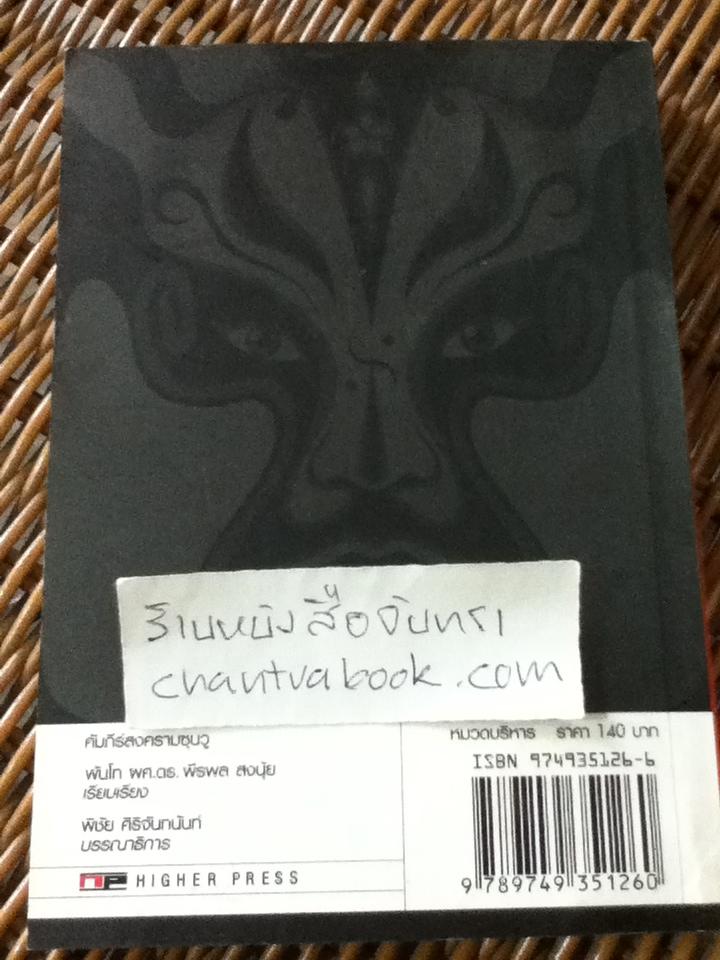 ร้านหนังสือจันทรา
chantrabook.com
คัมภีร์สงครามซุนวู
พันโท ผศ.ดร. พีรพล สงนุ้ย
เรียบเรียง
พิชัย ศิริจันทนันท์
บรรณาธิการ
HP HIGHER PRESS
หมวดบริหาร ราคา 140 บาท
ISBN 974935126-6
9 789749 351260